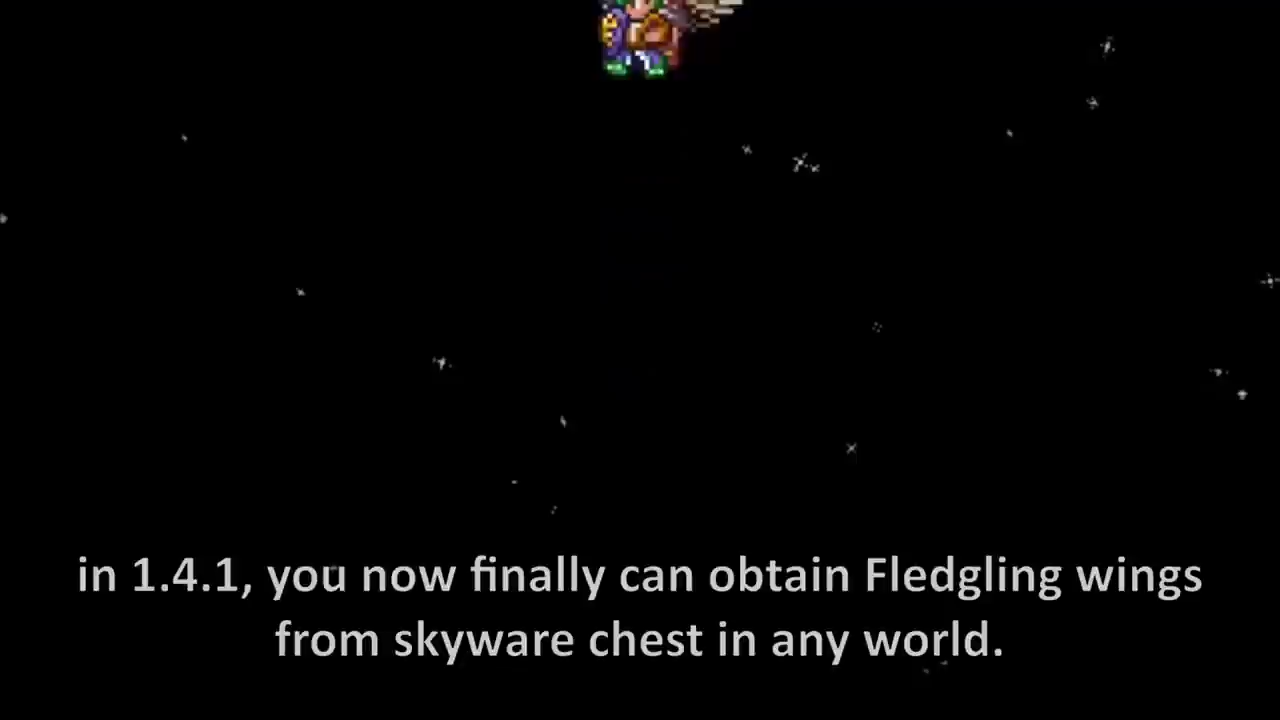 in 1.4.1, you now finally can obtain Fledgling wings
from skyware chest in any world.